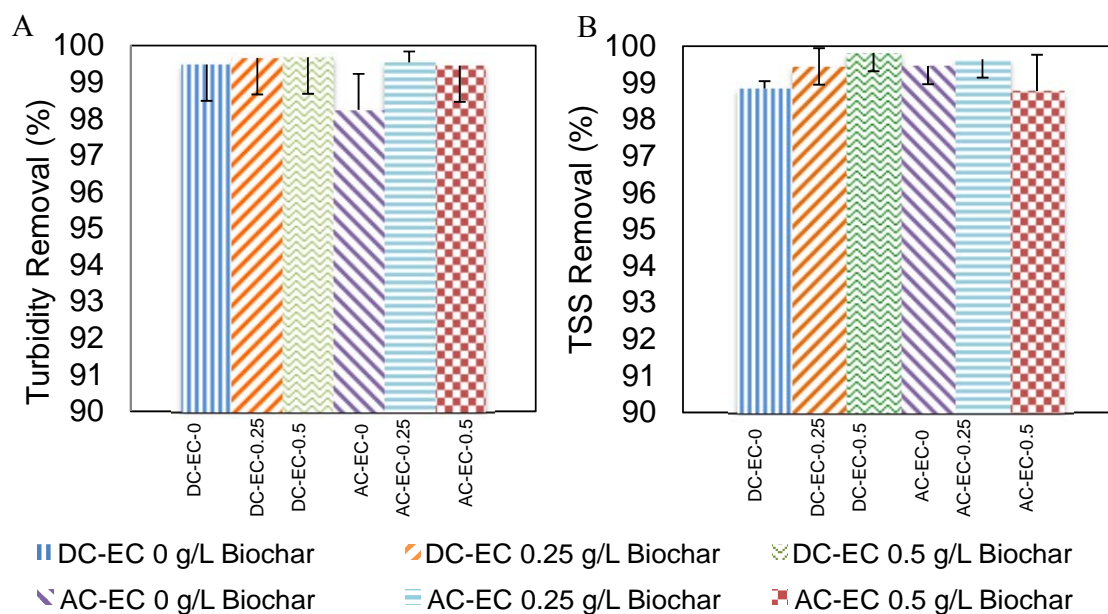 A
Turbidity Removal (%)
100
99
98
97
96
95
94
93
92
91
90
DC-EC-0
DC-EC-0.25
DC-EC-0.5
AC-EC-0
AC-EC-0.25
AC-EC-0.5
B
TSS Removal (%)
100
99
98
97
96
95
94
93
92
91
90
DC-EC-0
DC-EC-0.25
DC-EC-0.5
AC-EC-0
AC-EC-0.25
AC-EC-0.5
DC-EC 0 g/L Biochar
DC-EC 0.25 g/L Biochar
DC-EC 0.5 g/L Biochar
AC-EC 0 g/L Biochar
AC-EC 0.25 g/L Biochar
AC-EC 0.5 g/L Biochar